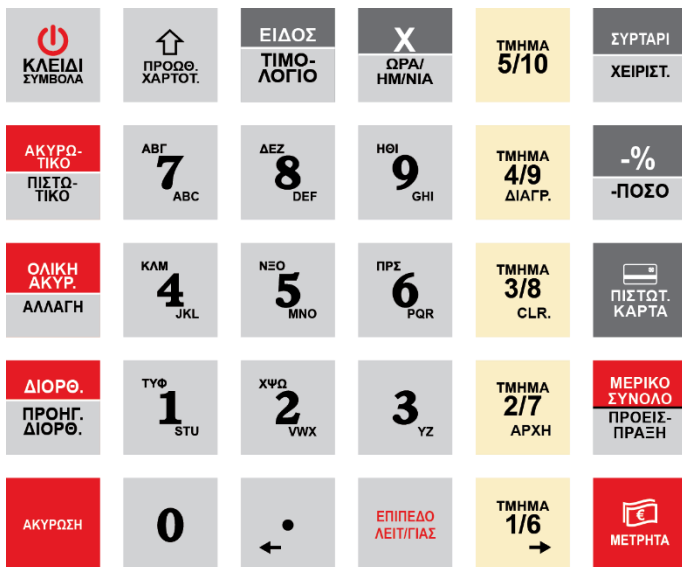 ΚΛΕΙΔΙ
ΣΥΜΒΟΛΑ
ΠΡΟΩΘ.
ΧΑΡΤΟΤ.
ΕΙΔΟΣ
ΤΙΜΟ-
ΛΟΓΙΟ
X
ΩΡΑ/
ΗΜ/ΝΙΑ
ΤΜΗΜΑ
5/10
ΣΥΡΤΑΡΙ
ΧΕΙΡΙΣΤ.
ΑΚΥΡΩ-
ΤΙΚΟ
ΠΙΣΤΩ-
ΤΙΚΟ
ΑΒΓ
7
ABC
ΔΕΖ
8
DEF
ΗΘΙ
9
GHI
ΤΜΗΜΑ
4/9
ΔΙΑΓΡ.
-%
-ΠΟΣΟ
ΟΛΙΚΗ
ΑΚΥΡ.
ΑΛΛΑΓΗ
ΚΛΜ
4
JKL
ΝΞΟ
5
MNO
ΠΡΣ
6
PQR
ΤΜΗΜΑ
3/8
CLR.
ΠΙΣΤΩΤ.
ΚΑΡΤΑ
ΔΙΟΡΘ.
ΠΡΟΗΓ.
ΔΙΟΡΘ.
ΤΥΦ
1
STU
ΧΨΩ
2
VWX
3
YZ
ΤΜΗΜΑ
2/7
ΑΡΧΗ
ΜΕΡΙΚΟ
ΣΥΝΟΛΟ
ΠΡΟΕΙΣ-
ΠΡΑΞΗ
ΑΚΥΡΩΣΗ
0
.
←
ΕΠΙΠΕΔΟ
ΛΕΙΤ/ΓΙΑΣ
ΤΜΗΜΑ
1/6
→
€
ΜΕΤΡΗΤΑ